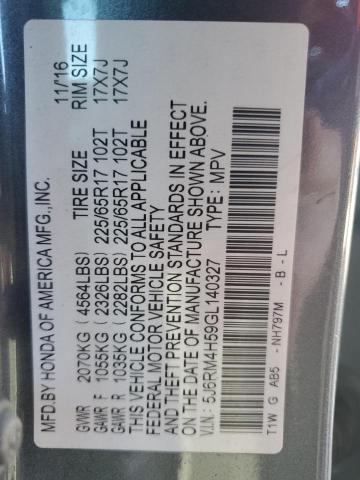 MFD.BY HONDA OF AMERICA MFG.,INC. 11/16
GVWR 2070KG (4564LBS) TIRE SIZE RIM SIZE
GAWR F 1055KG (2326LBS) 225/65R17 102T 17X7J
GAWR R 1035KG (2282LBS) 225/65R17 102T 17X7J
THIS VEHICLE CONFORMS TO ALL APPLICABLE
FEDERAL MOTOR VEHICLE SAFETY
AND THEFT PREVENTION STANDARDS IN EFFECT
ON THE DATE OF MANUFACTURE SHOWN ABOVE.
V.I.N.: 5J6RM4H59GL140327 TYPE: MPV
T1W G AB5 -NH797M -B-L